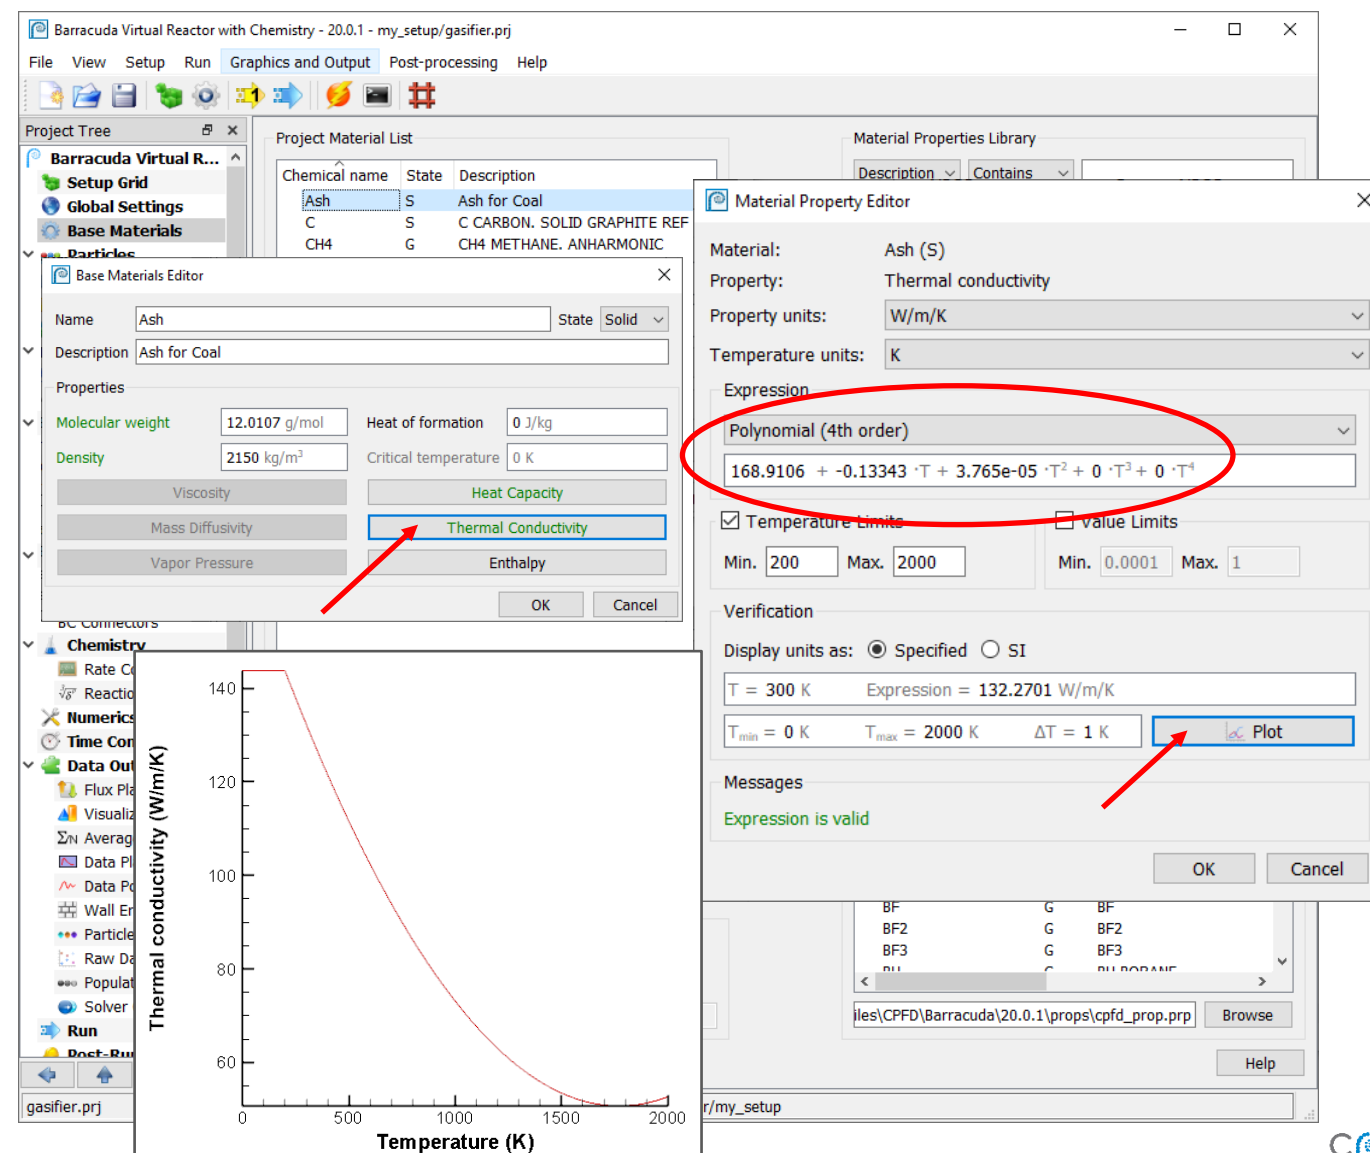 Barracuda Virtual Reactor with Chemistry - 20.0.1 - my_setup/gasifier.prj
File View Setup Run Graphics and Output Post-processing Help
Project Tree
Barracuda Virtual R...
Setup Grid
Global Settings
Base Materials
Particles
Project Material List
Chemical name State Description
Ash S Ash for Coal
C S C CARBON. SOLID GRAPHITE REF
CH4 G CH4 METHANE. ANHARMONIC
Material Properties Library
Description Contains
Base Materials Editor
Name Ash State Solid
Description Ash for Coal
Properties
Molecular weight 12.0107 g/mol Heat of formation 0 J/kg
Density 2150 kg/m³ Critical temperature 0 K
Viscosity Heat Capacity
Mass Diffusivity Thermal Conductivity
Vapor Pressure Enthalpy
OK Cancel
Material Property Editor
Material: Ash (S)
Property: Thermal conductivity
Property units: W/m/K
Temperature units: K
Expression
Polynomial (4th order)
168.9106 + -0.13343 ·T + 3.765e-05 ·T² + 0 ·T³ + 0 ·T⁴
Temperature Limits Value Limits
Min. 200 Max. 2000 Min. 0.0001 Max. 1
Verification
Display units as: Specified SI
T = 300 K Expression = 132.2701 W/m/K
Tmin = 0 K Tmax = 2000 K ΔT = 1 K Plot
Messages
Expression is valid
OK Cancel
BC Connectors
Chemistry
Rate Co
Reactio
Numerics
Time Con
Data Out
Flux Pla
Visualiz
Σ/N Averag
Data Pl
Data Po
Wall Er
Particle
Raw Da
Populat
Solver
Run
Post-Run
gasifier.prj
Thermal conductivity (W/m/K)
140
120
100
80
60
0 500 1000 1500 2000
Temperature (K)
BF G BF
BF2 G BF2
BF3 G BF3
iles\CPFD\Barracuda\20.0.1\props\cpfd_prop.prp Browse
Help
r/my_setup